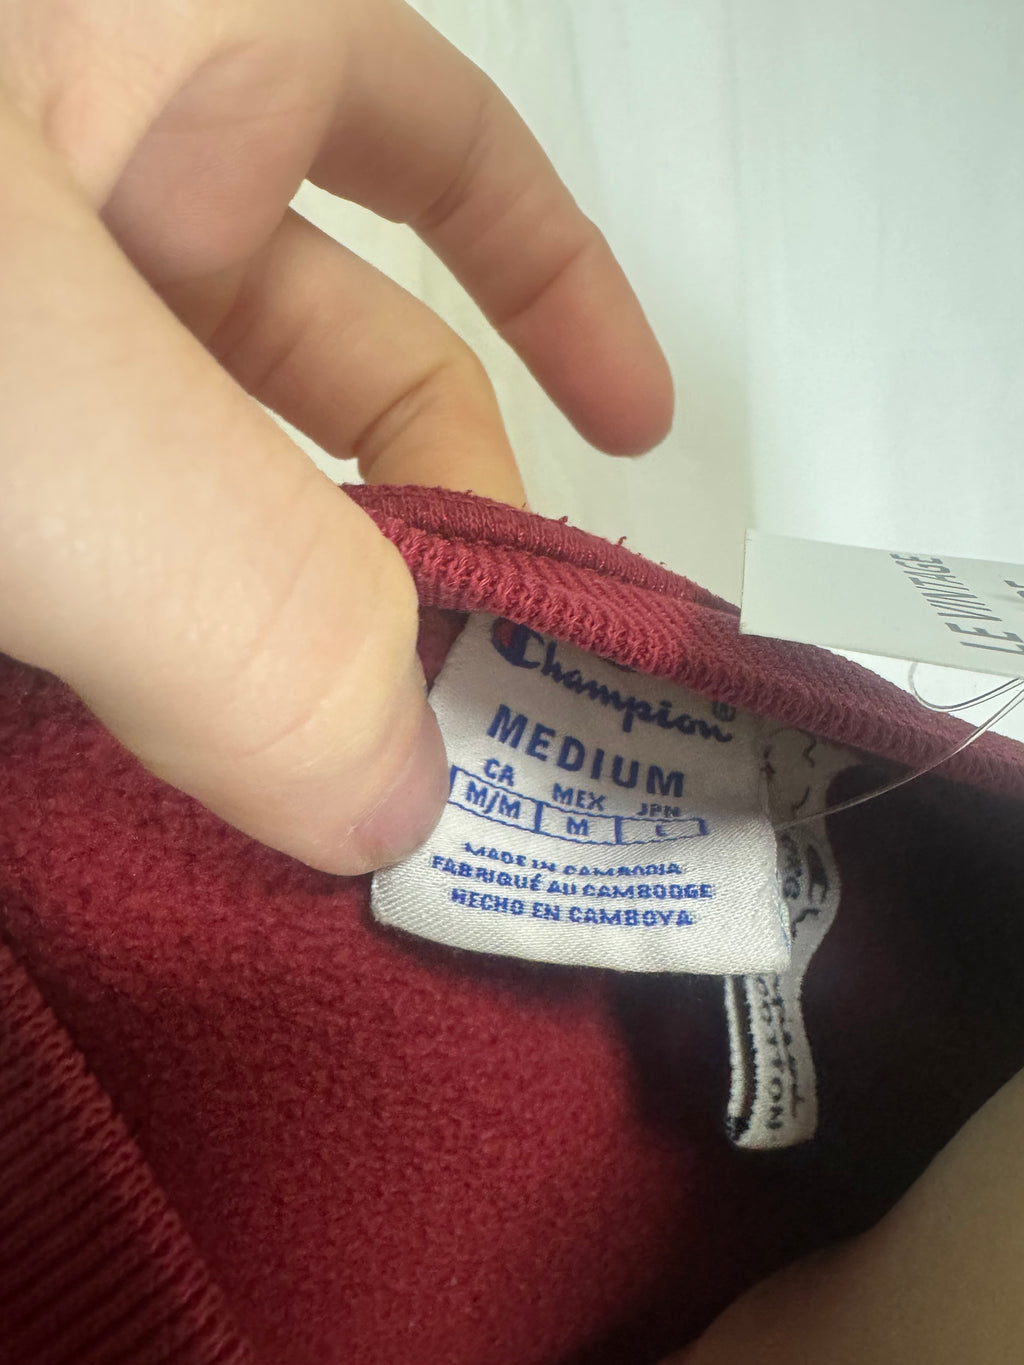 Champion®
MEDIUM
CA MEX JPN
M/M M L
MADE IN CAMBODIA
FABRIQUÉ AU CAMBODGE
HECHO EN CAMBOYA
LE VINTAGE